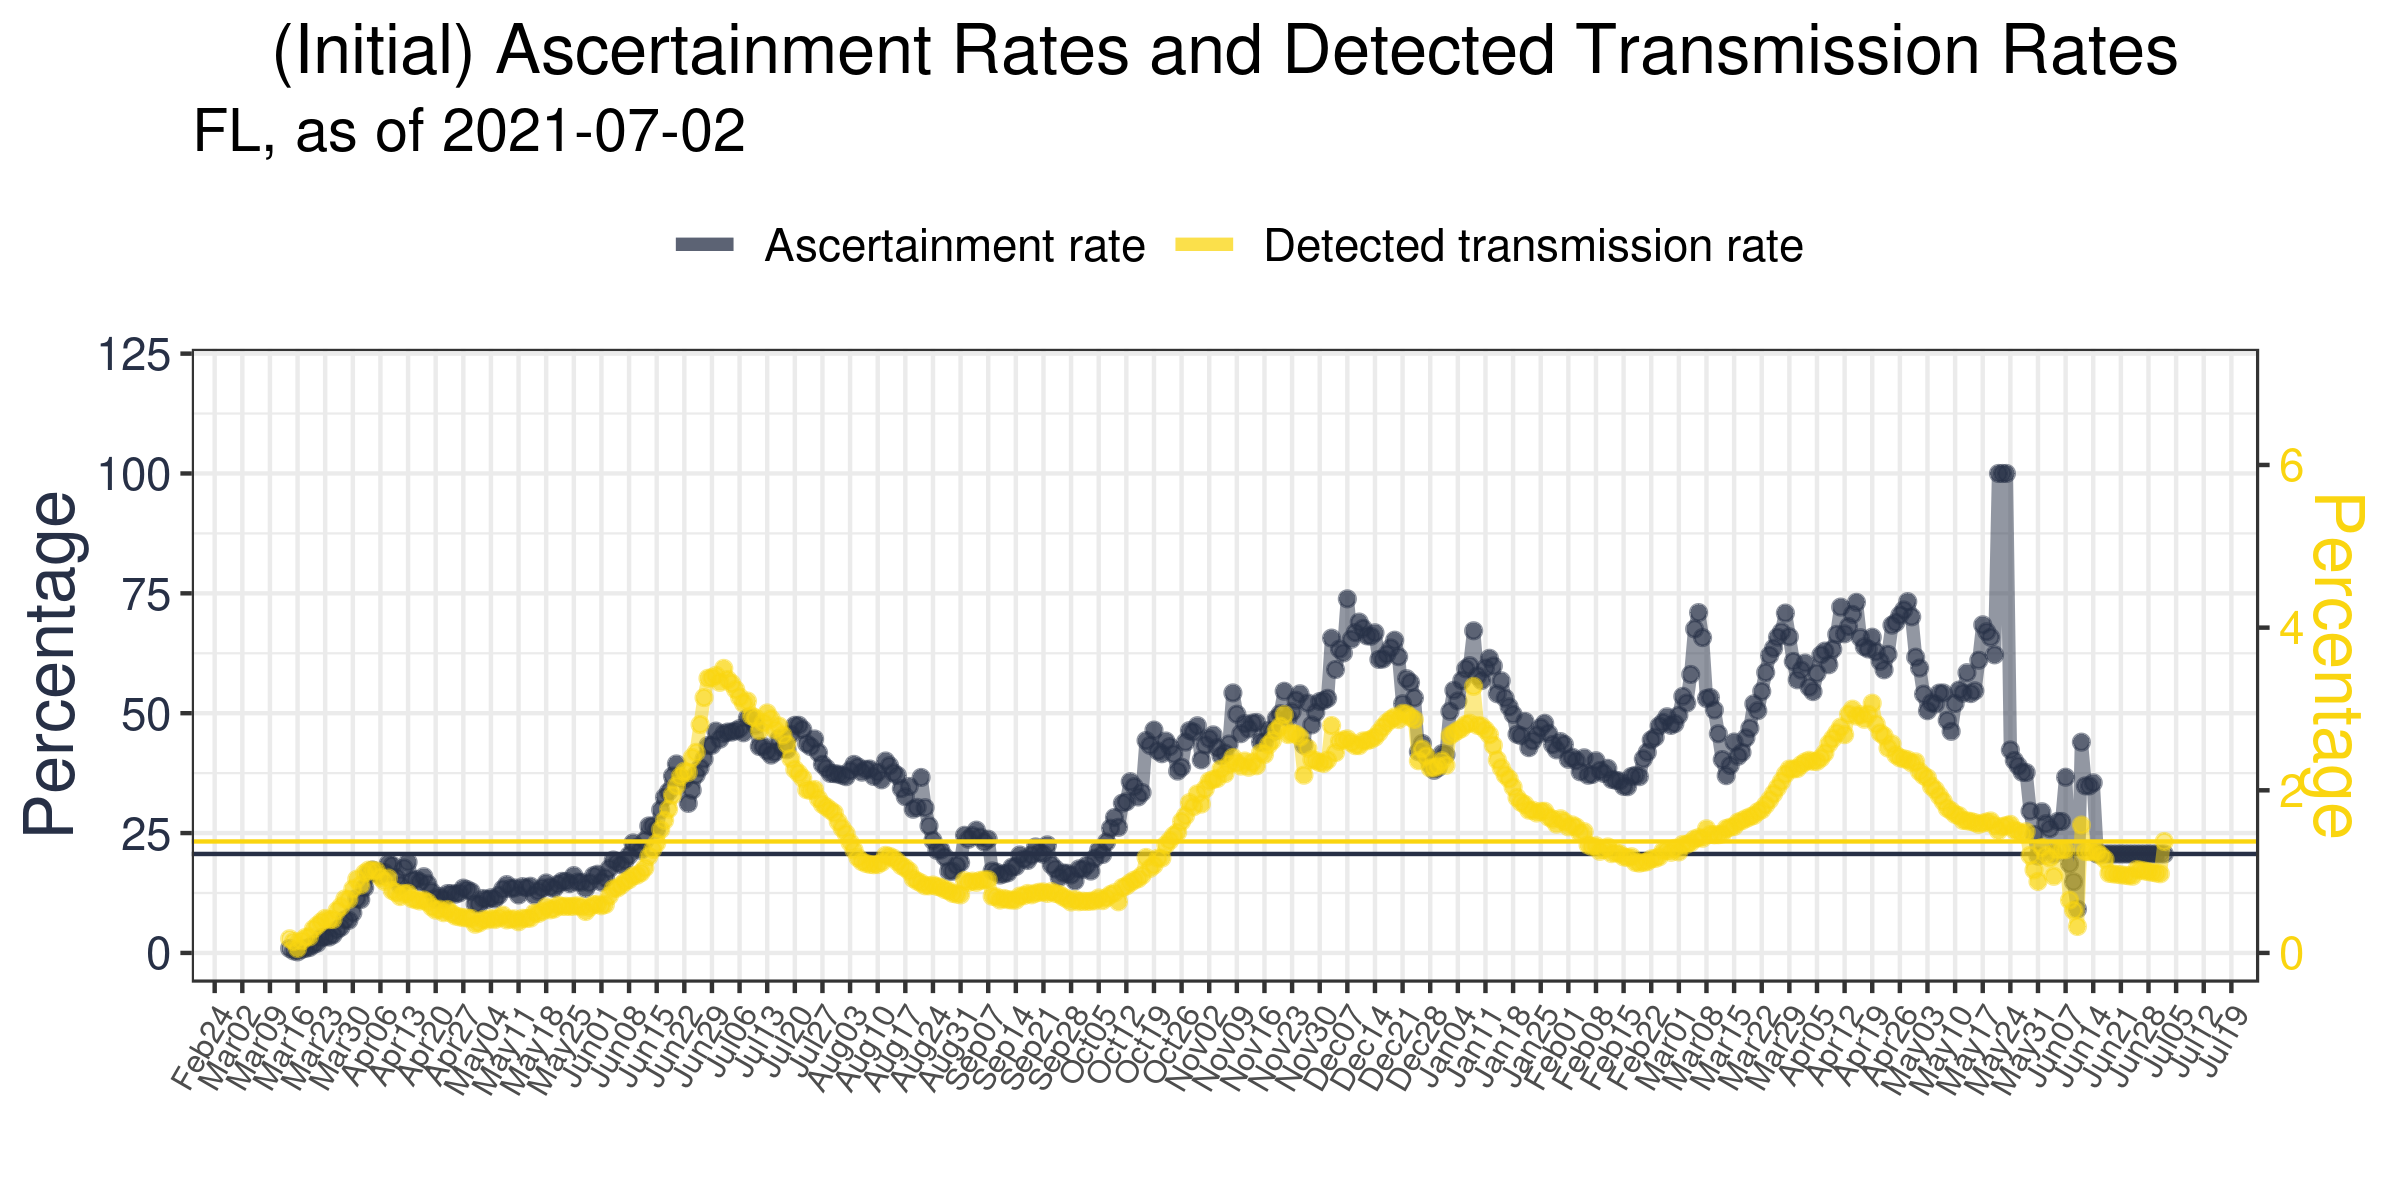 (Initial) Ascertainment Rates and Detected Transmission Rates
FL, as of 2021-07-02
Ascertainment rate
Detected transmission rate
125
100
75
50
25
0
Percentage
6
4
2
0
Percentage
Feb24
Mar02
Mar09
Mar16
Mar23
Mar30
Apr06
Apr13
Apr20
Apr27
May04
May11
May18
May25
Jun01
Jun08
Jun15
Jun22
Jun29
Jul06
Jul13
Jul20
Jul27
Aug03
Aug10
Aug17
Aug24
Aug31
Sep07
Sep14
Sep21
Sep28
Oct05
Oct12
Oct19
Oct26
Nov02
Nov09
Nov16
Nov23
Nov30
Dec07
Dec14
Dec21
Dec28
Jan04
Jan11
Jan18
Jan25
Feb01
Feb08
Feb15
Feb22
Mar01
Mar08
Mar15
Mar22
Mar29
Apr05
Apr12
Apr19
Apr26
May03
May10
May17
May24
May31
Jun07
Jun14
Jun21
Jun28
Jul05
Jul12
Jul19